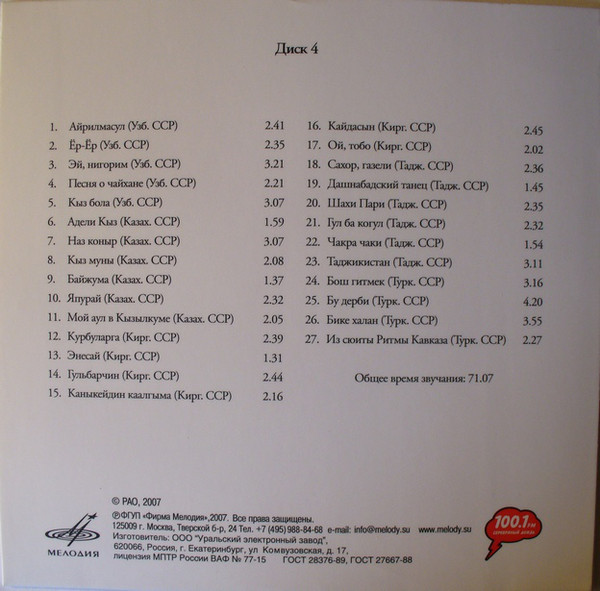 Диск 4
1. Айрилмасул (Узб. ССР) 2.41
2. Ёр-Ёр (Узб. ССР) 2.35
3. Эй, нигорим (Узб. ССР) 3.21
4. Песня о чайхане (Узб. ССР) 2.21
5. Кыз бола (Узб. ССР) 3.07
6. Адели Кыз (Казах. ССР) 1.59
7. Наз коныр (Казах. ССР) 3.07
8. Кыз муны (Казах. ССР) 2.08
9. Байжума (Казах. ССР) 1.37
10. Япурай (Казах. ССР) 2.32
11. Мой аул в Кызылкуме (Казах. ССР) 2.05
12. Курбуларга (Кирг. ССР) 2.39
13. Энесай (Кирг. ССР) 1.31
14. Гульбарчин (Кирг. ССР) 2.44
15. Каныкейдин каалгыма (Кирг. ССР) 2.16
16. Кайдасын (Кирг. ССР) 2.45
17. Ой, тобо (Кирг. ССР) 2.02
18. Сахор, газели (Тадж. ССР) 2.36
19. Дашнабадский танец (Тадж. ССР) 1.45
20. Шахи Пари (Тадж. ССР) 2.35
21. Гул ба когул (Тадж. ССР) 2.32
22. Чакра чаки (Тадж. ССР) 1.54
23. Таджикистан (Тадж. ССР) 3.11
24. Бош гитмек (Турк. ССР) 3.16
25. Бу дерби (Турк. ССР) 4.20
26. Бике халан (Турк. ССР) 3.55
27. Из сюиты Ритмы Кавказа (Турк. ССР) 2.27
Общее время звучания: 71.07
© РАО, 2007
℗ФГУП «Фирма Мелодия»,2007. Все права защищены.
125009 г. Москва, Тверской б-р, 24 Тел. +7 (495) 988-84-68 e-mail: info@melody.su www.melody.su
Изготовитель: ООО "Уральский электронный завод",
620066, Россия, г. Екатеринбург, ул Комвузовская, д. 17,
лицензия МПТР России ВАФ № 77-15 ГОСТ 28376-89, ГОСТ 27667-88
МЕЛОДИЯ
100.1 FM
СЕРЕБРЯНЫЙ ДОЖДЬ